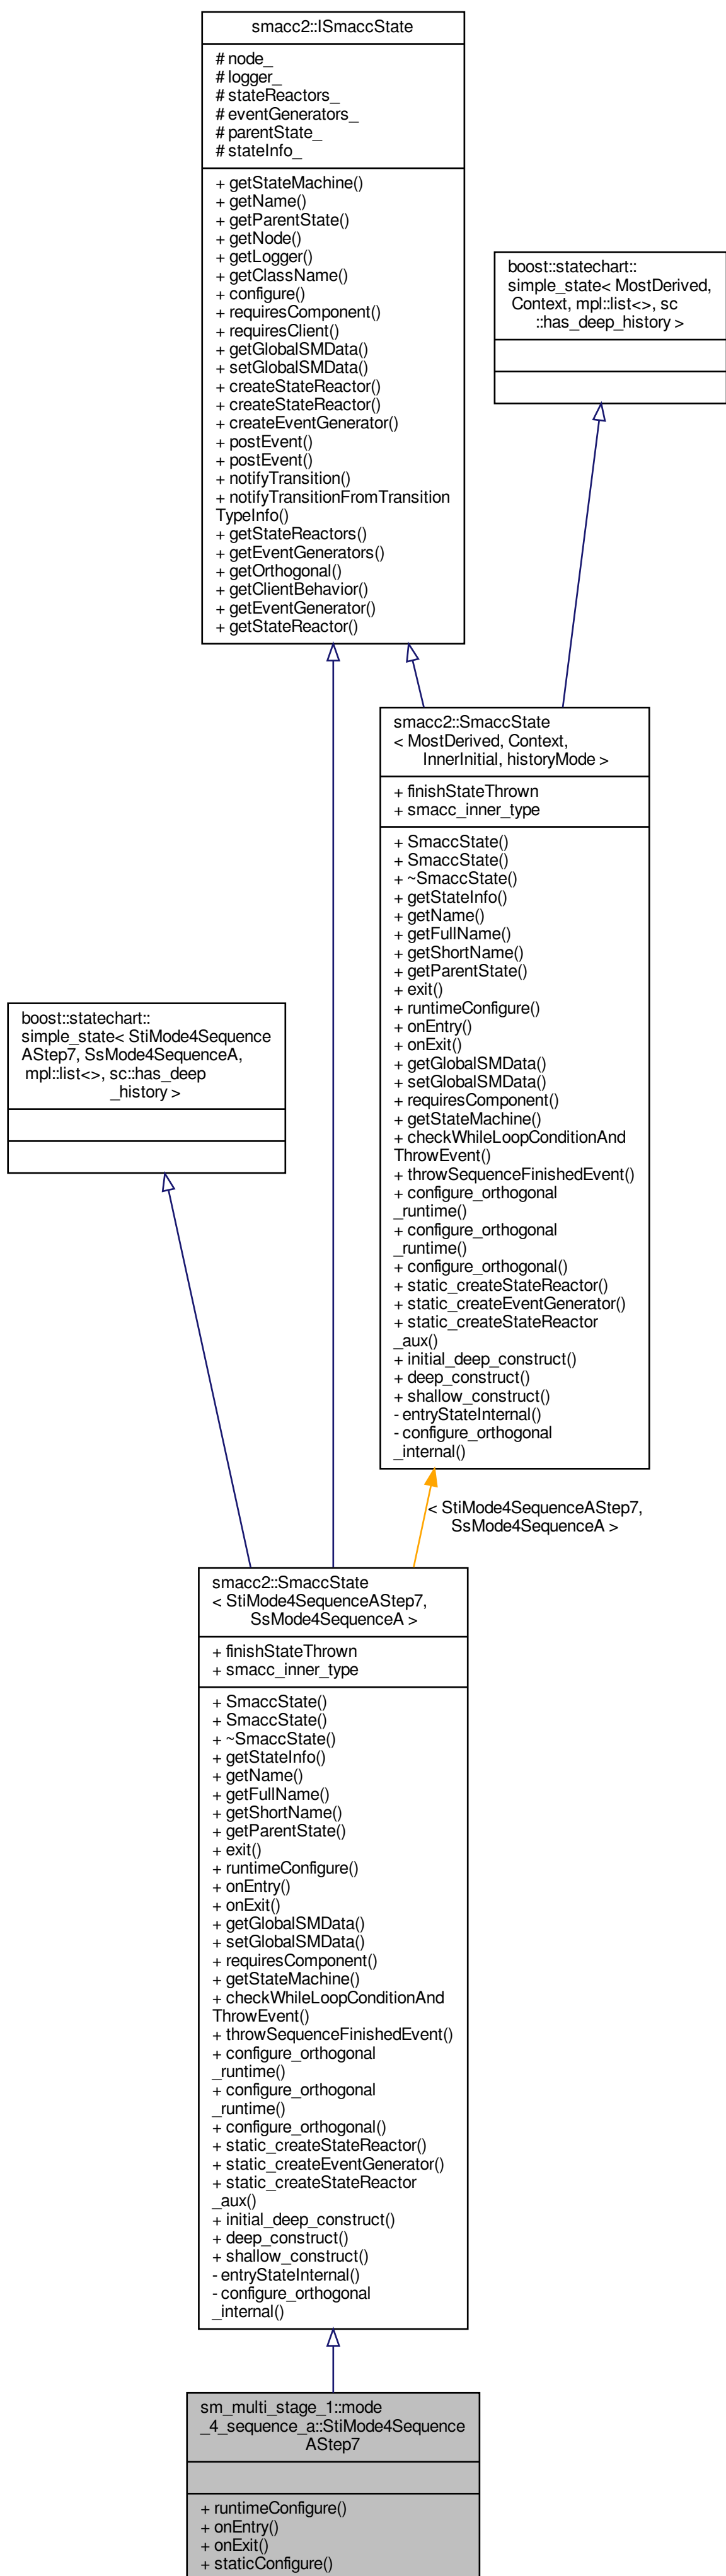 smacc2::ISmaccState
# node_
# logger_
# stateReactors_
# eventGenerators_
# parentState_
# stateInfo_
+ getStateMachine()
+ getName()
+ getParentState()
+ getNode()
+ getLogger()
+ getClassName()
+ configure()
+ requiresComponent()
+ requiresClient()
+ getGlobalSMData()
+ setGlobalSMData()
+ createStateReactor()
+ createStateReactor()
+ createEventGenerator()
+ postEvent()
+ postEvent()
+ notifyTransition()
+ notifyTransitionFromTransition
TypeInfo()
+ getStateReactors()
+ getEventGenerators()
+ getOrthogonal()
+ getClientBehavior()
+ getEventGenerator()
+ getStateReactor()
boost::statechart::
simple_state< MostDerived,
Context, mpl::list<>, sc
::has_deep_history >
smacc2::SmaccState
< MostDerived, Context,
InnerInitial, historyMode >
+ finishStateThrown
+ smacc_inner_type
+ SmaccState()
+ SmaccState()
+ ~SmaccState()
+ getStateInfo()
+ getName()
+ getFullName()
+ getShortName()
+ getParentState()
+ exit()
+ runtimeConfigure()
+ onEntry()
+ onExit()
+ getGlobalSMData()
+ setGlobalSMData()
+ requiresComponent()
+ getStateMachine()
+ checkWhileLoopConditionAnd
ThrowEvent()
+ throwSequenceFinishedEvent()
+ configure_orthogonal
_runtime()
+ configure_orthogonal
_runtime()
+ configure_orthogonal()
+ static_createStateReactor()
+ static_createEventGenerator()
+ static_createStateReactor
_aux()
+ initial_deep_construct()
+ deep_construct()
+ shallow_construct()
- entryStateInternal()
- configure_orthogonal
_internal()
boost::statechart::
simple_state< StiMode4Sequence
AStep7, SsMode4SequenceA,
mpl::list<>, sc::has_deep
_history >
< StiMode4SequenceAStep7,
SsMode4SequenceA >
smacc2::SmaccState
< StiMode4SequenceAStep7,
SsMode4SequenceA >
+ finishStateThrown
+ smacc_inner_type
+ SmaccState()
+ SmaccState()
+ ~SmaccState()
+ getStateInfo()
+ getName()
+ getFullName()
+ getShortName()
+ getParentState()
+ exit()
+ runtimeConfigure()
+ onEntry()
+ onExit()
+ getGlobalSMData()
+ setGlobalSMData()
+ requiresComponent()
+ getStateMachine()
+ checkWhileLoopConditionAnd
ThrowEvent()
+ throwSequenceFinishedEvent()
+ configure_orthogonal
_runtime()
+ configure_orthogonal
_runtime()
+ configure_orthogonal()
+ static_createStateReactor()
+ static_createEventGenerator()
+ static_createStateReactor
_aux()
+ initial_deep_construct()
+ deep_construct()
+ shallow_construct()
- entryStateInternal()
- configure_orthogonal
_internal()
sm_multi_stage_1::mode
_4_sequence_a::StiMode4Sequence
AStep7
+ runtimeConfigure()
+ onEntry()
+ onExit()
+ staticConfigure()